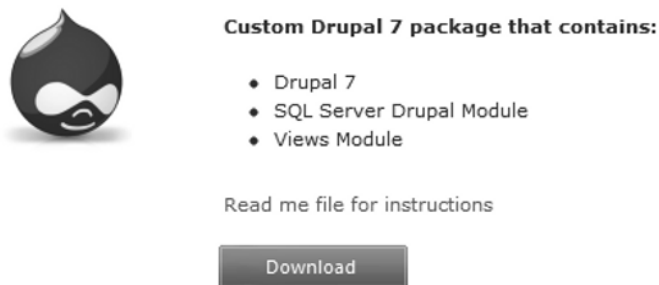 Custom Drupal 7 package that contains:
• Drupal 7
• SQL Server Drupal Module
• Views Module
Read me file for instructions
Download